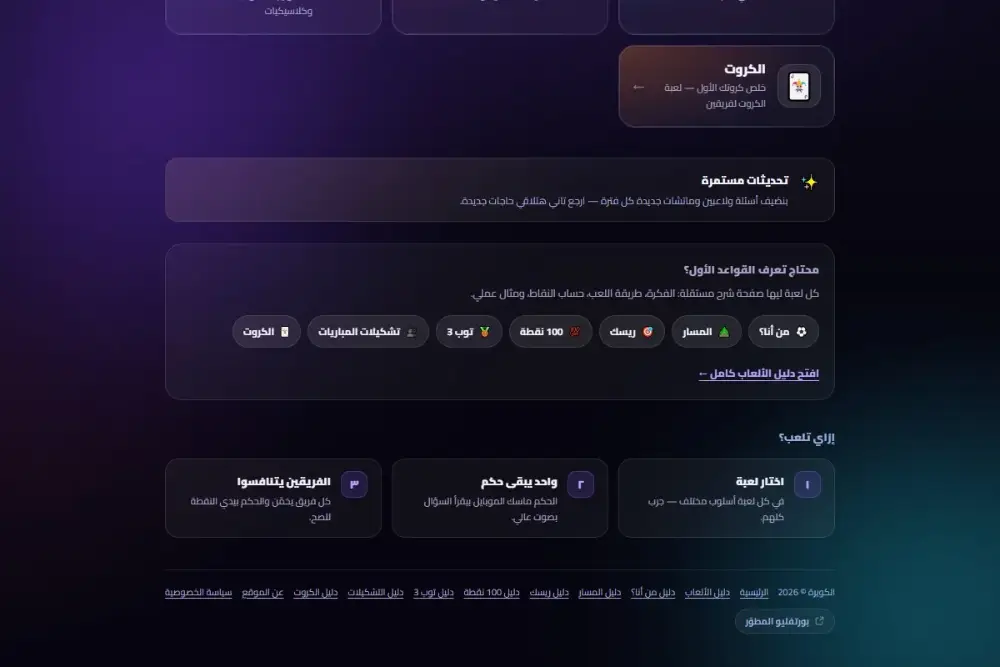 وكلاسيكيات
الكروت
خلص كروتك الأول — لعبة
الكروت لفريقين
←
تحديثات مستمرة
بنضيف أسئلة ولاعبين وماتشات جديدة كل فترة — ارجع تاني هتلاقي حاجات جديدة.
محتاج تعرف القواعد الأول؟
كل لعبة ليها صفحة شرح مستقلة: الفكرة، طريقة اللعب، حساب النقاط، ومثال عملي.
من أنا؟
المسار
ريسك
100 نقطة
توب 3
تشكيلات المباريات
الكروت
افتح دليل الألعاب كامل ←
إزاي تلعب؟
١
اختار لعبة
في كل لعبة أسلوب مختلف — جرب
كلهم.
٢
واحد يبقى حكم
الحكم ماسك الموبايل بيقرأ السؤال
بصوت عالي.
٣
الفريقين يتنافسوا
كل فريق يخمّن والحكم بيدي النقطة
للصح.
الكويرة © 2026 الرئيسية دليل الألعاب دليل من أنا؟ دليل المسار دليل ريسك دليل 100 نقطة دليل توب 3 دليل التشكيلات دليل الكروت عن الموقع سياسة الخصوصية
بورتفليو المطوّر